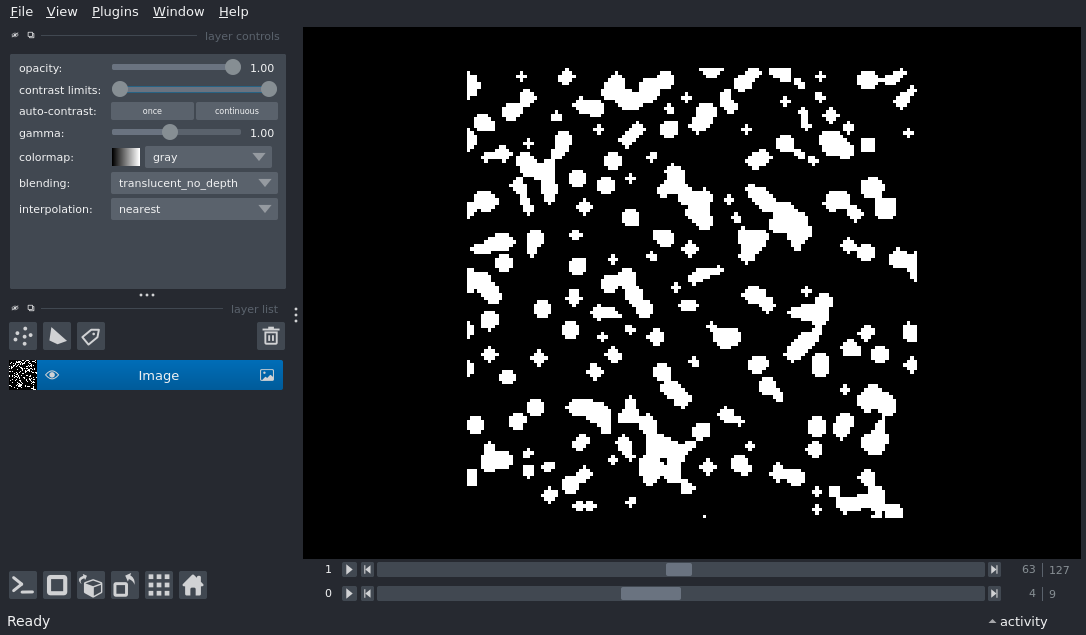 File View Plugins Window Help
layer controls
opacity: 1.00
contrast limits:
auto-contrast: once continuous
gamma: 1.00
colormap: gray
blending: translucent_no_depth
interpolation: nearest
layer list
Image
1 63 127
0 4 9
Ready activity